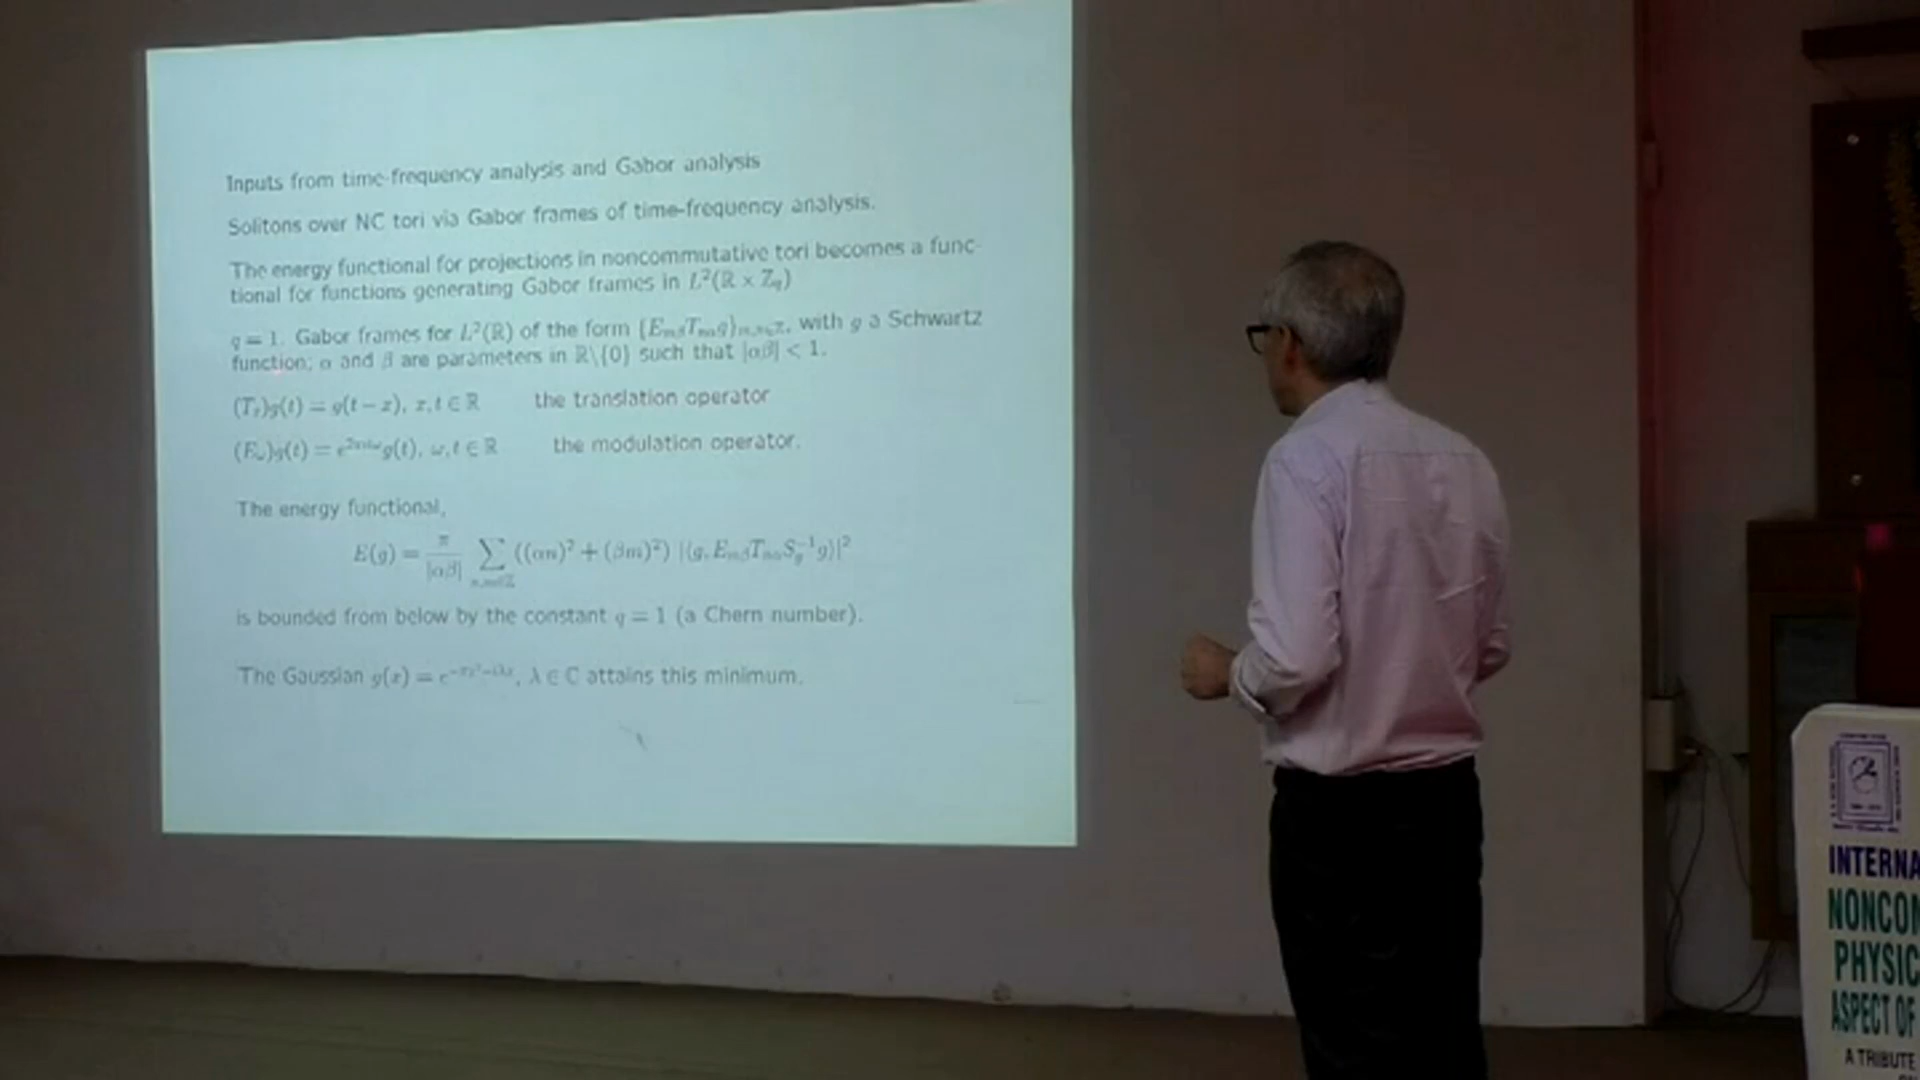 Inputs from time-frequency analysis and Gabor analysis
Solitons over NC tori via Gabor frames of time-frequency analysis.
The energy functional for projections in noncommutative tori becomes a func-
tional for functions generating Gabor frames in L²(ℝ × ℤ_q)
q = 1. Gabor frames for L²(ℝ) of the form {E_{mβ}T_{nα}g}_{m,n∈ℤ}, with g a Schwartz
function; α and β are parameters in ℝ\{0} such that |αβ| < 1.
(T_x)g(t) = g(t − x), x, t ∈ ℝ the translation operator
(E_ω)g(t) = e^{2πitω}g(t), ω, t ∈ ℝ the modulation operator.
The energy functional,
E(g) = π/|αβ| ∑_{n,m∈ℤ} ((αn)² + (βm)²) |⟨g, E_{mβ}T_{nα}S_g^{-1}g⟩|²
is bounded from below by the constant q = 1 (a Chern number).
The Gaussian g(x) = e^{−πx²−iλx}, λ ∈ ℂ attains this minimum.
INTERNA
NONCOM
PHYSIC
ASPECT OF
A TRIBUTE